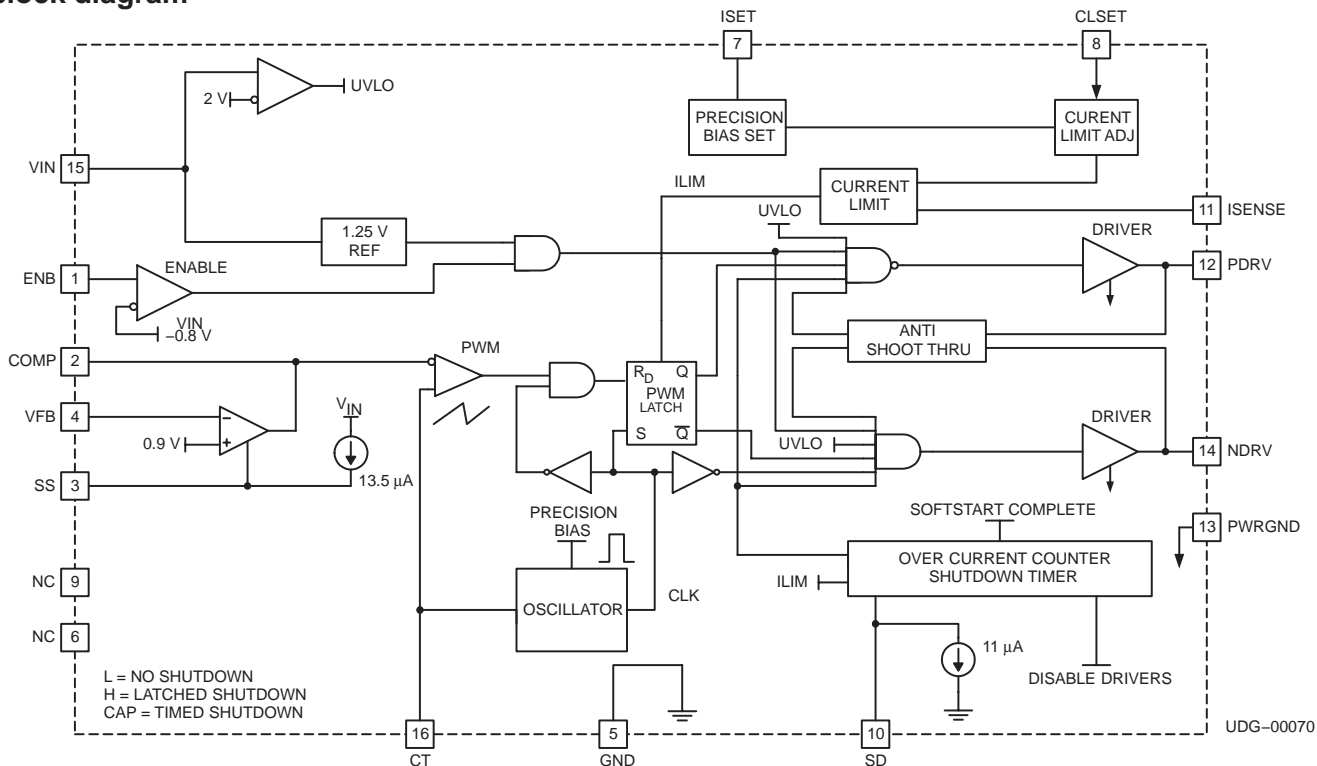 block diagram
ISET
7
CLSET
8
UVLO
2 V
PRECISION
BIAS SET
CURENT
LIMIT ADJ
VIN
15
ILIM
CURRENT
LIMIT
11
ISENSE
UVLO
1.25 V
REF
DRIVER
ENB
1
ENABLE
12
PDRV
VIN
−0.8 V
ANTI
SHOOT THRU
COMP
2
PWM
RD Q
PWM
LATCH
S Q
VFB
4
−
+
0.9 V
VIN
DRIVER
UVLO
14
NDRV
SS
3
13.5 µA
PRECISION
BIAS
SOFTSTART COMPLETE
13
PWRGND
OVER CURRENT COUNTER
SHUTDOWN TIMER
NC
9
ILIM
OSCILLATOR
CLK
NC
6
11 µA
L = NO SHUTDOWN
H = LATCHED SHUTDOWN
CAP = TIMED SHUTDOWN
DISABLE DRIVERS
UDG−00070
16
CT
5
GND
10
SD